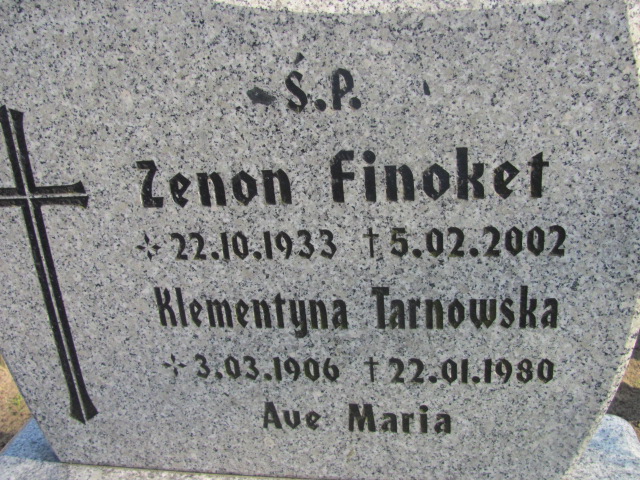 Ś.P.
Zenon Finoket
22.10.1933 † 5.02.2002
Klementyna Tarnowska
3.03.1906 † 22.01.1980
Ave Maria